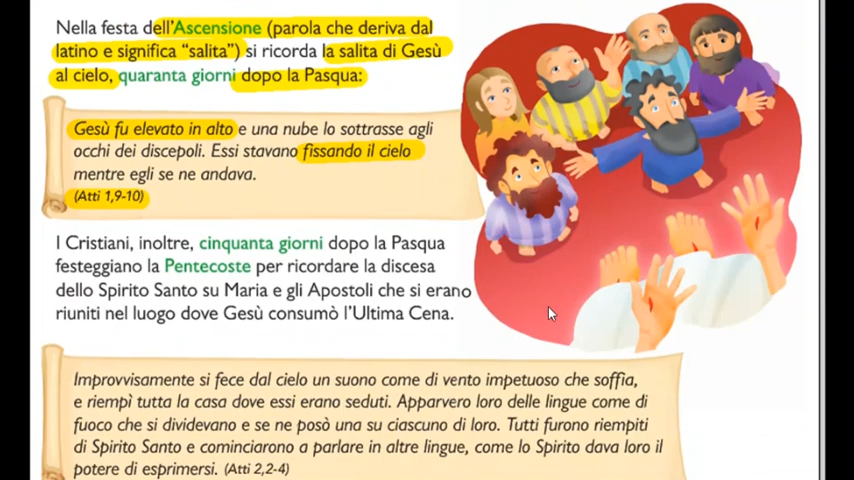 Nella festa dell'Ascensione (parola che deriva dal
latino e significa “salita”) si ricorda la salita di Gesù
al cielo, quaranta giorni dopo la Pasqua:
Gesù fu elevato in alto e una nube lo sottrasse agli
occhi dei discepoli. Essi stavano fissando il cielo
mentre egli se ne andava.
(Atti 1,9-10)
I Cristiani, inoltre, cinquanta giorni dopo la Pasqua
festeggiano la Pentecoste per ricordare la discesa
dello Spirito Santo su Maria e gli Apostoli che si erano
riuniti nel luogo dove Gesù consumò l'Ultima Cena.
Improvvisamente si fece dal cielo un suono come di vento impetuoso che soffia,
e riempì tutta la casa dove essi erano seduti. Apparvero loro delle lingue come di
fuoco che si dividevano e se ne posò una su ciascuno di loro. Tutti furono riempiti
di Spirito Santo e cominciarono a parlare in altre lingue, come lo Spirito dava loro il
potere di esprimersi. (Atti 2,2-4)